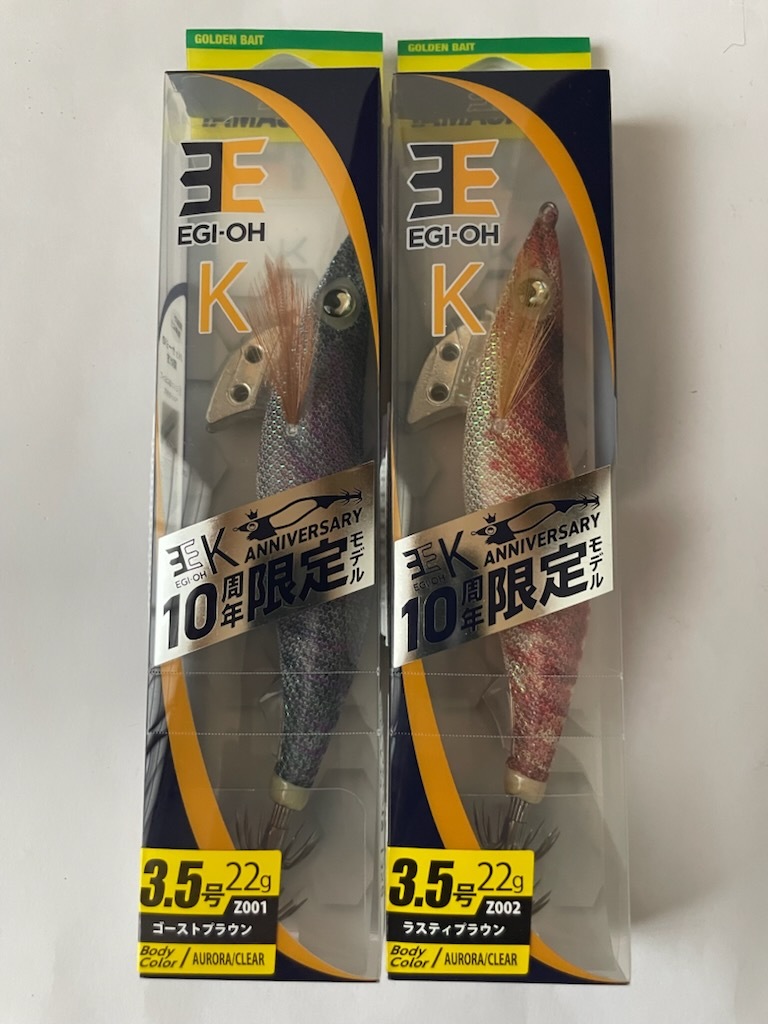 GOLDEN BAIT
EGI-OH
K
EGI-OH
K
ANNIVERSARY
10周年限定モデル
3.5号 22g
Z001
ゴーストブラウン
Body Color / AURORA/CLEAR
GOLDEN BAIT
EGI-OH
K
EGI-OH
K
ANNIVERSARY
10周年限定モデル
3.5号 22g
Z002
ラスティブラウン
Body Color / AURORA/CLEAR